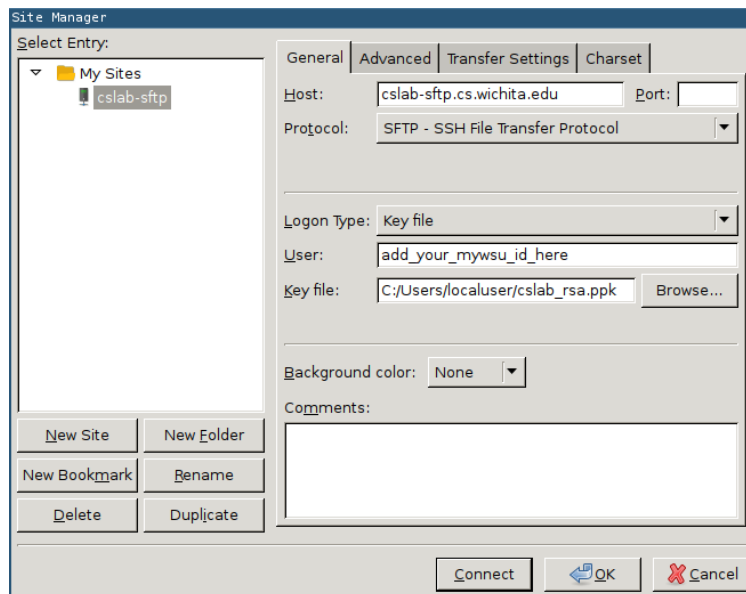 Site Manager
Select Entry:
My Sites
cslab-sftp
New Site New Folder
New Bookmark Rename
Delete Duplicate
General Advanced Transfer Settings Charset
Host: cslab-sftp.cs.wichita.edu Port:
Protocol: SFTP - SSH File Transfer Protocol
Logon Type: Key file
User: add_your_mywsu_id_here
Key file: C:/Users/localuser/cslab_rsa.ppk Browse...
Background color: None
Comments:
Connect OK Cancel